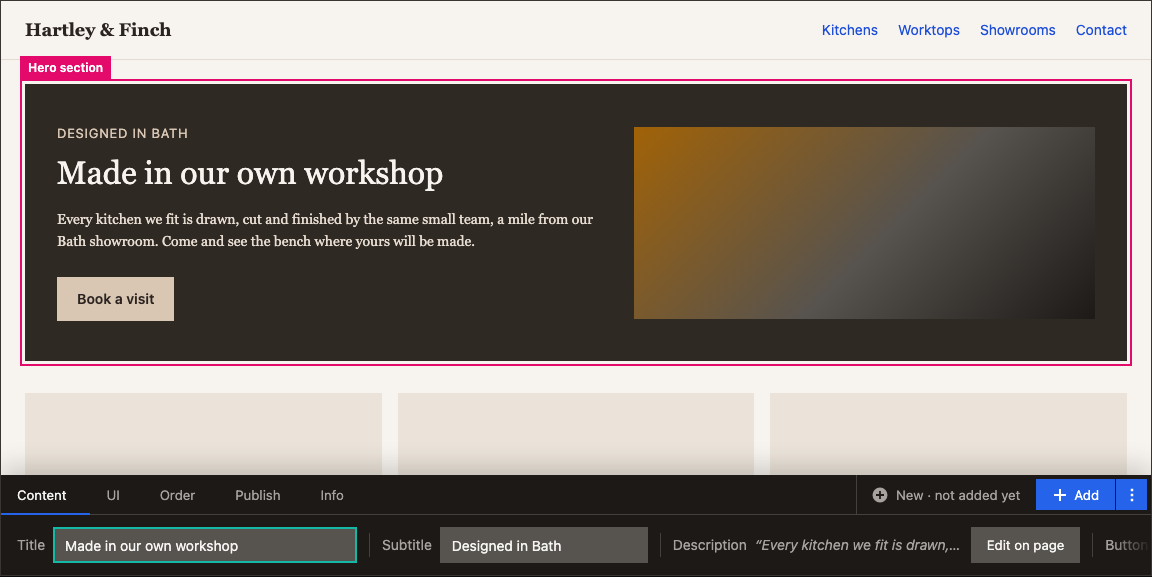 Hartley & Finch
Kitchens Worktops Showrooms Contact
Hero section
DESIGNED IN BATH
Made in our own workshop
Every kitchen we fit is drawn, cut and finished by the same small team, a mile from our
Bath showroom. Come and see the bench where yours will be made.
Book a visit
Content UI Order Publish Info
New · not added yet
Add
Title Made in our own workshop Subtitle Designed in Bath Description “Every kitchen we fit is drawn,... Edit on page Button